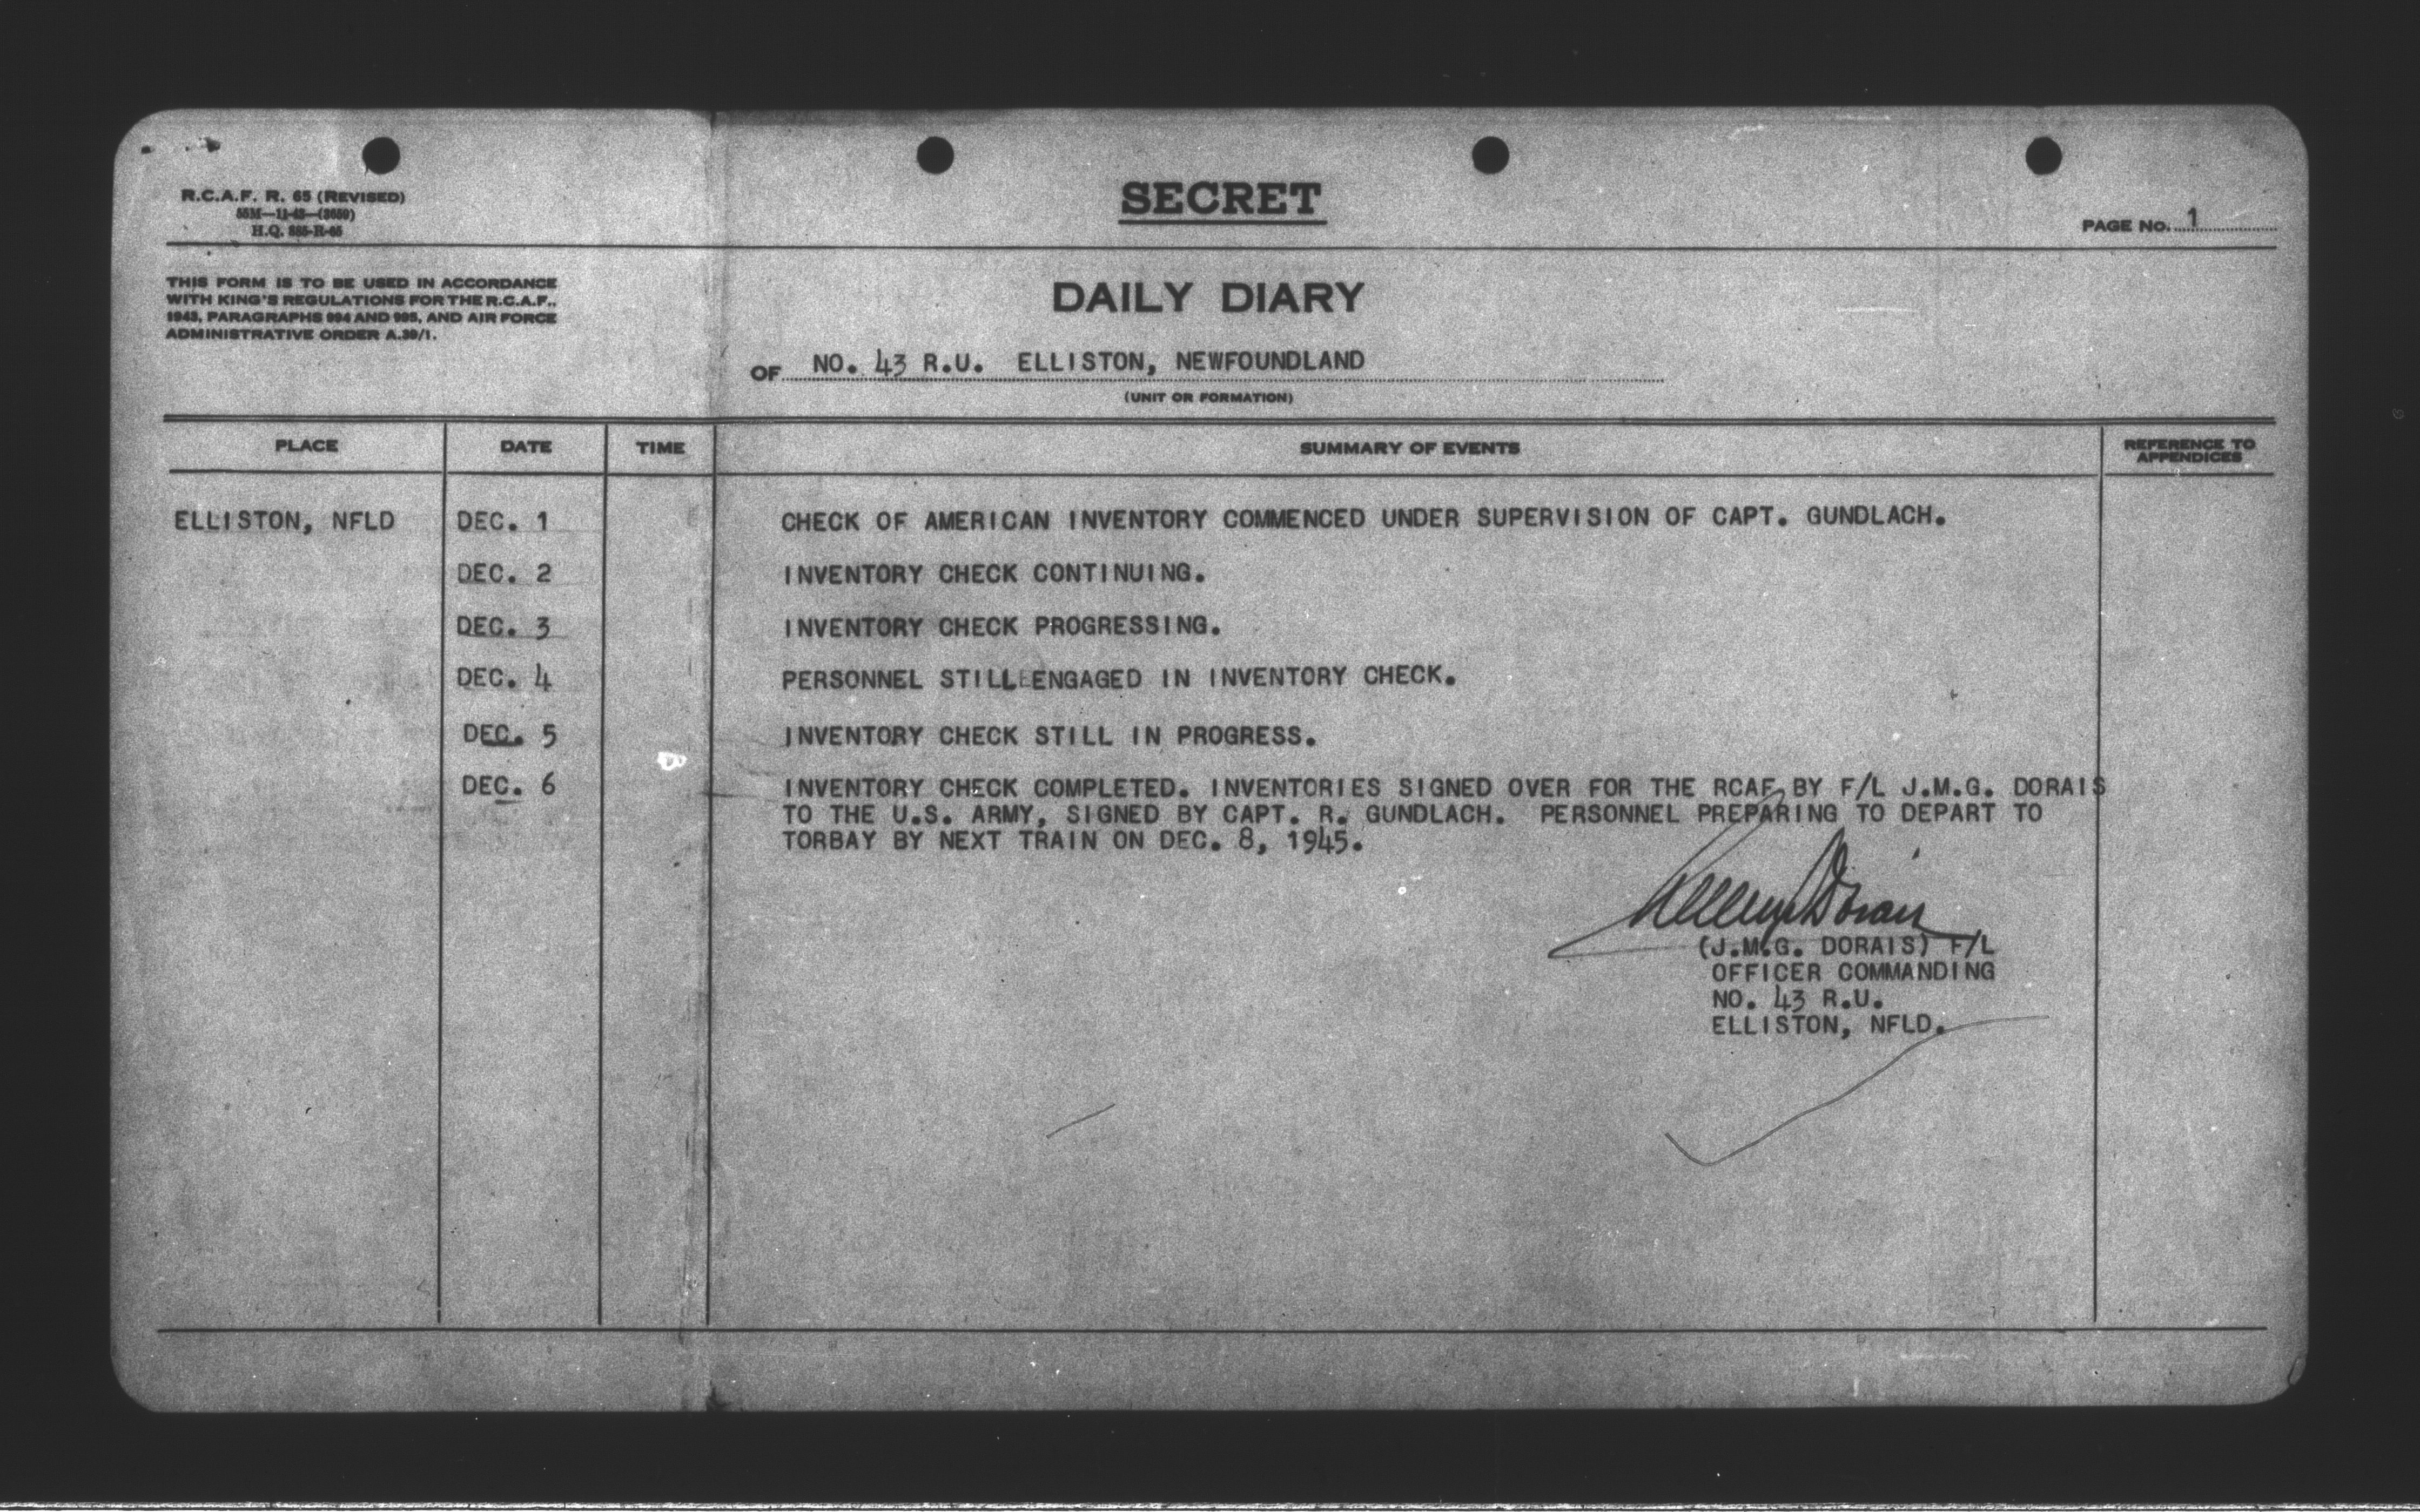 R.C.A.F. R. 65 (REVISED)
55M—11-43—(3659)
H.Q. 885-R-65
SECRET
PAGE No. 1
THIS FORM IS TO BE USED IN ACCORDANCE
WITH KING'S REGULATIONS FOR THE R.C.A.F.,
1943, PARAGRAPHS 994 AND 995, AND AIR FORCE
ADMINISTRATIVE ORDER A.39/1.
DAILY DIARY
OF NO. 43 R.U. ELLISTON, NEWFOUNDLAND
(UNIT OR FORMATION)
PLACE DATE TIME SUMMARY OF EVENTS REFERENCE TO APPENDICES
ELLISTON, NFLD DEC. 1 CHECK OF AMERICAN INVENTORY COMMENCED UNDER SUPERVISION OF CAPT. GUNDLACH.
DEC. 2 INVENTORY CHECK CONTINUING.
DEC. 3 INVENTORY CHECK PROGRESSING.
DEC. 4 PERSONNEL STILL ENGAGED IN INVENTORY CHECK.
DEC. 5 INVENTORY CHECK STILL IN PROGRESS.
DEC. 6 INVENTORY CHECK COMPLETED. INVENTORIES SIGNED OVER FOR THE RCAF BY F/L J.M.G. DORAIS
TO THE U.S. ARMY, SIGNED BY CAPT. R. GUNDLACH. PERSONNEL PREPARING TO DEPART TO
TORBAY BY NEXT TRAIN ON DEC. 8, 1945.
Dorais
(J.M.G. DORAIS) F/L
OFFICER COMMANDING
NO. 43 R.U.
ELLISTON, NFLD.